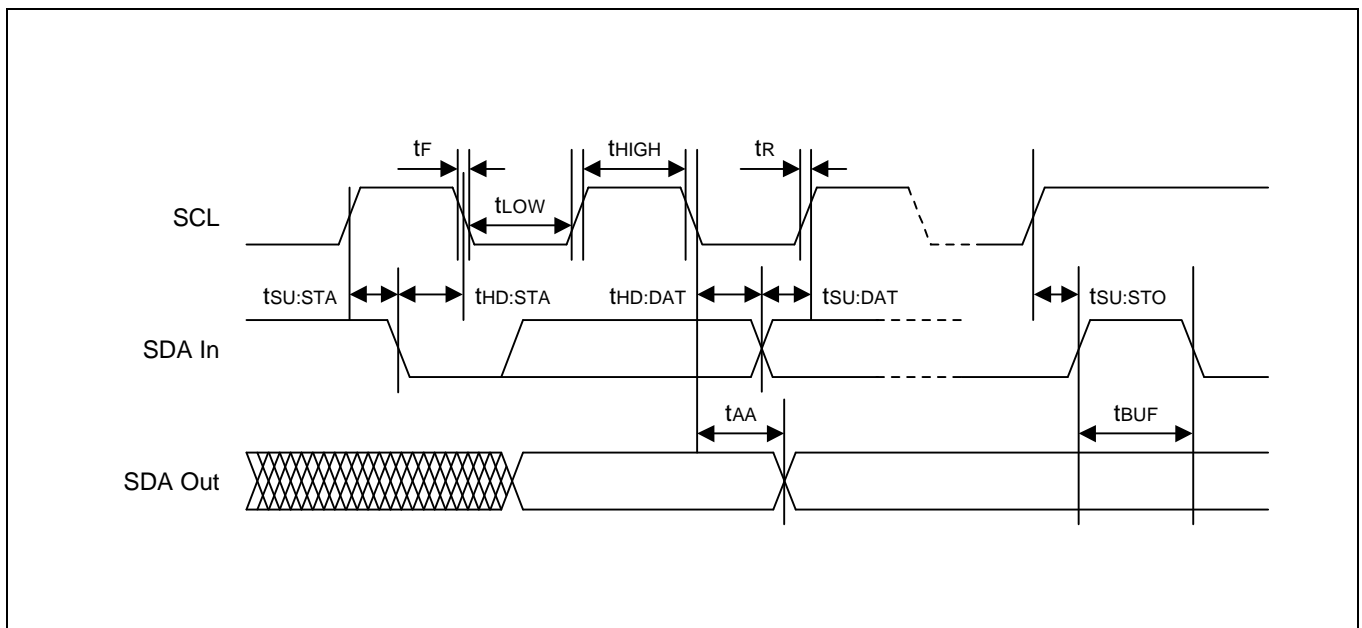 tF
tHIGH
tR
SCL
tLOW
tSU:STA
tHD:STA
tHD:DAT
tSU:DAT
tSU:STO
SDA In
tAA
tBUF
SDA Out